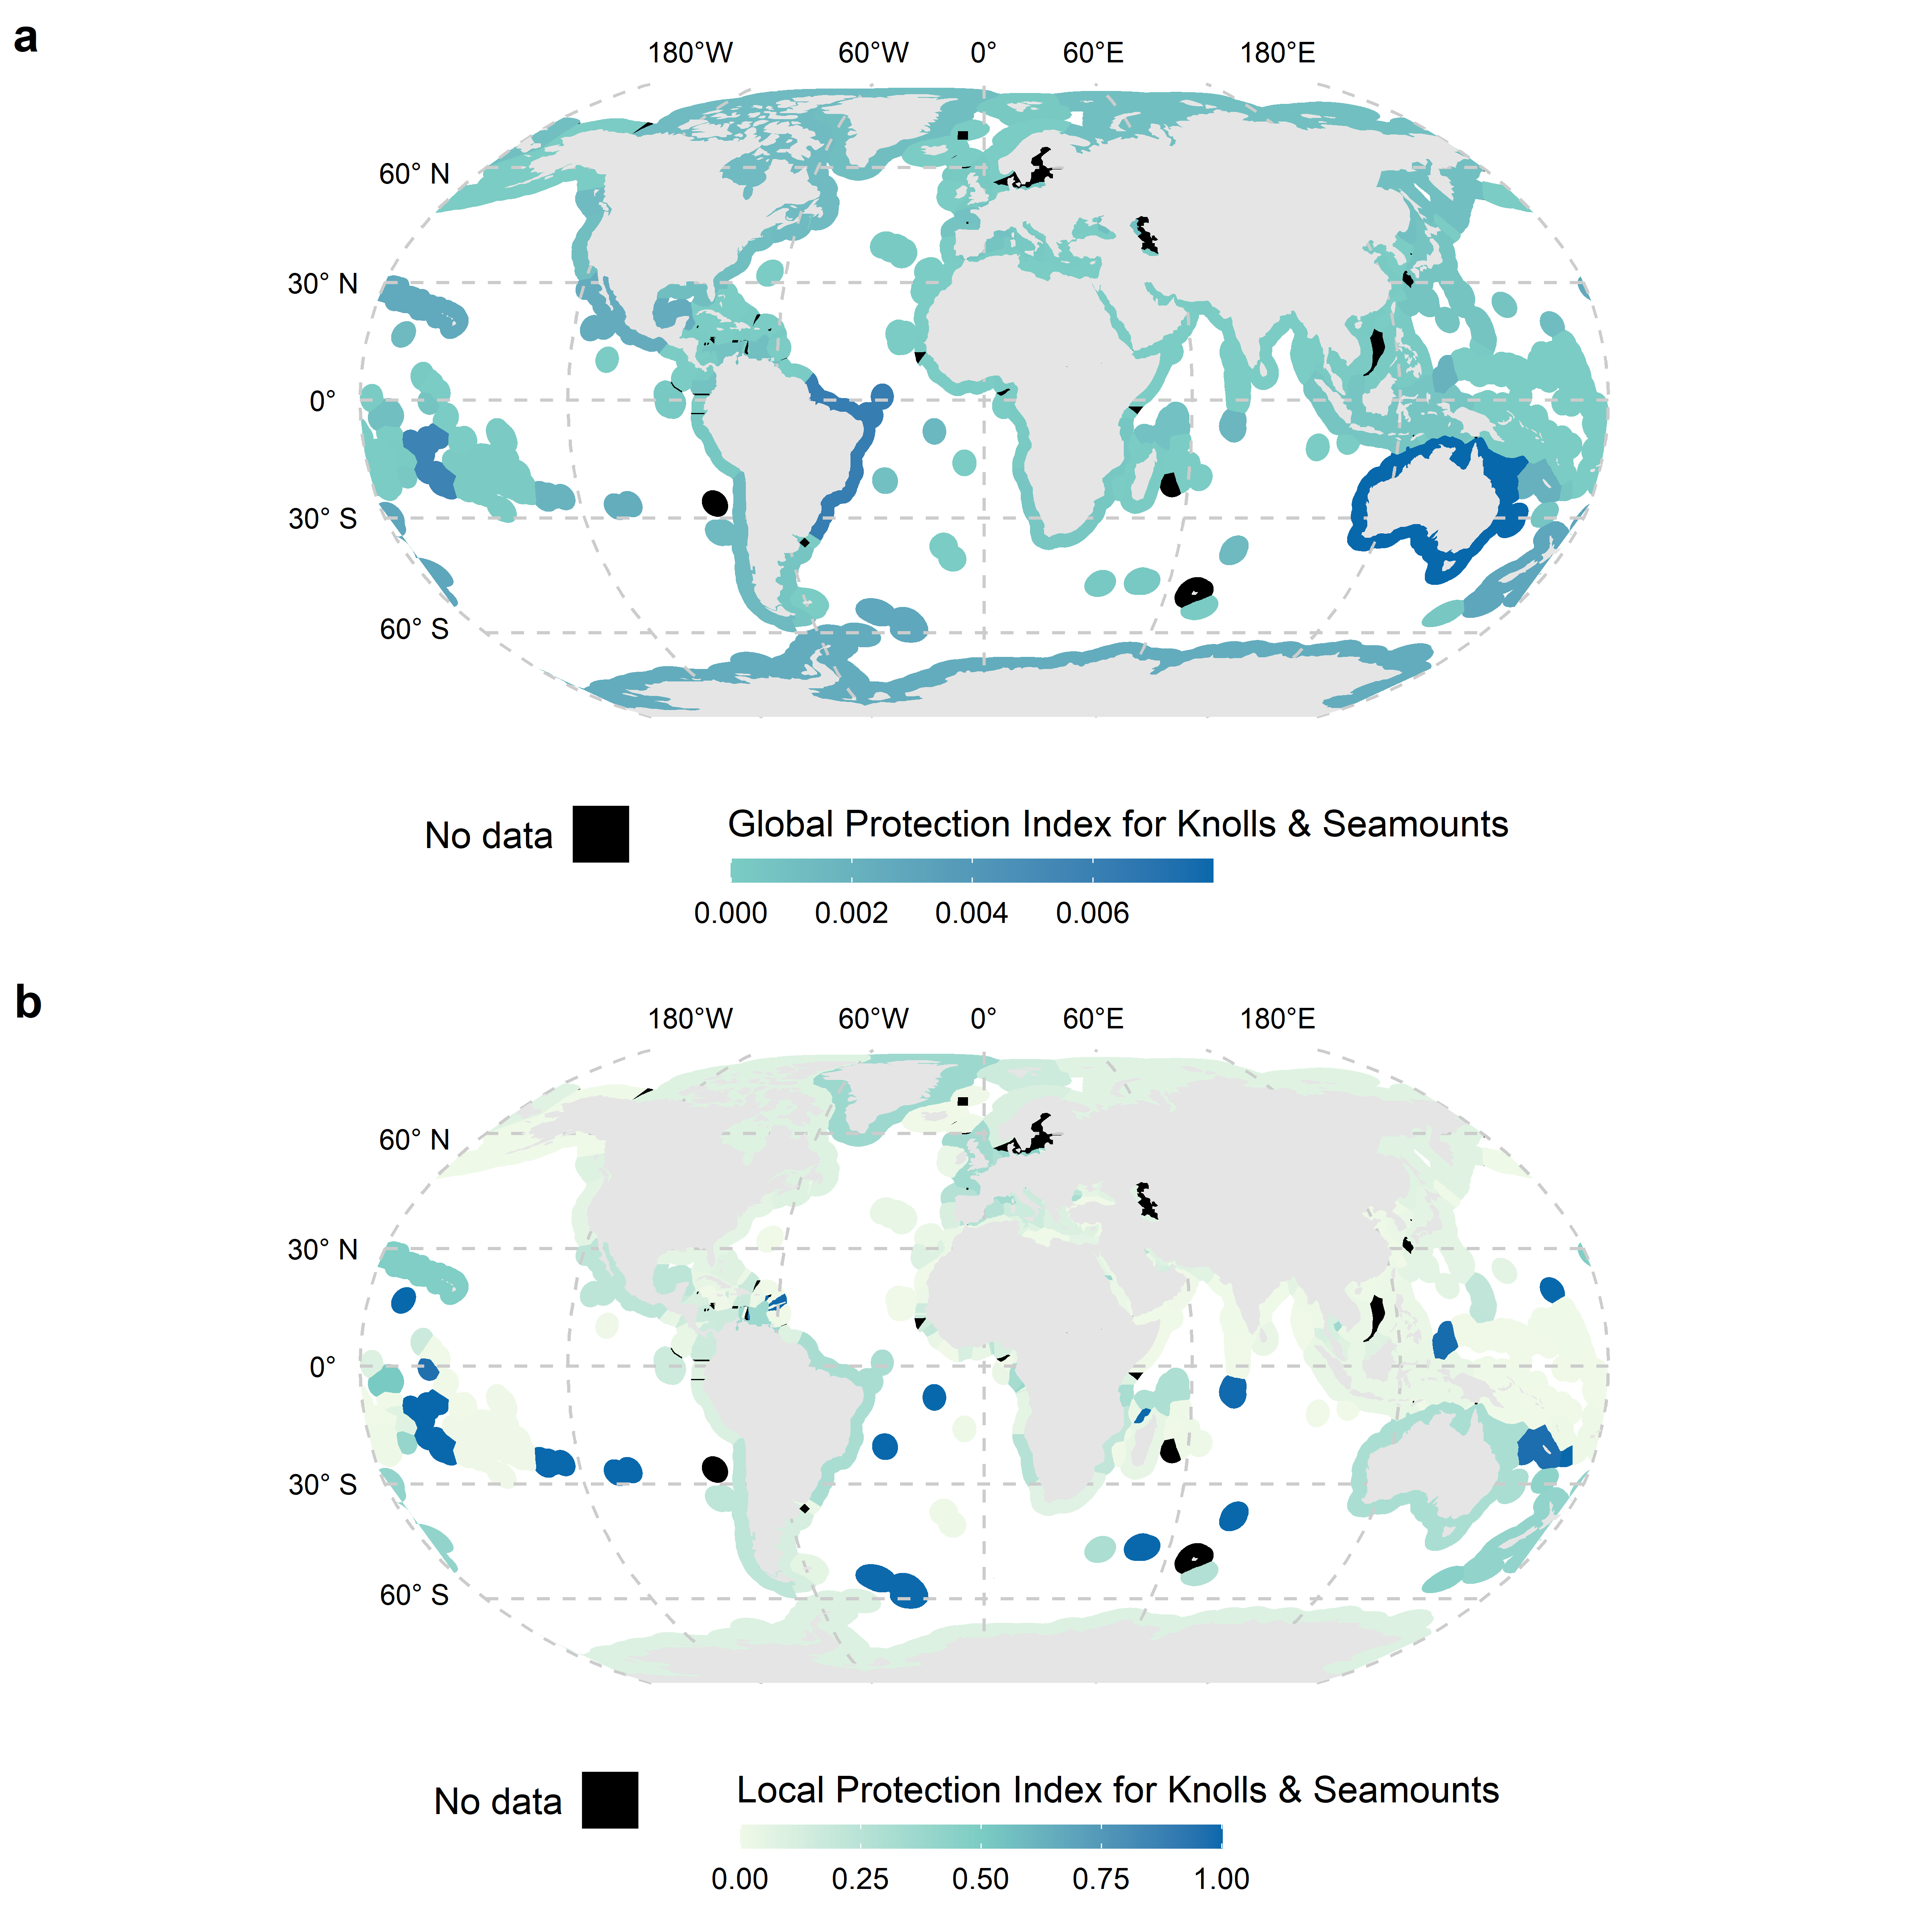 a
180°W 60°W 0° 60°E 180°E
60° N
30° N
0°
30° S
60° S
No data
Global Protection Index for Knolls & Seamounts
0.000 0.002 0.004 0.006
b
180°W 60°W 0° 60°E 180°E
60° N
30° N
0°
30° S
60° S
No data
Local Protection Index for Knolls & Seamounts
0.00 0.25 0.50 0.75 1.00